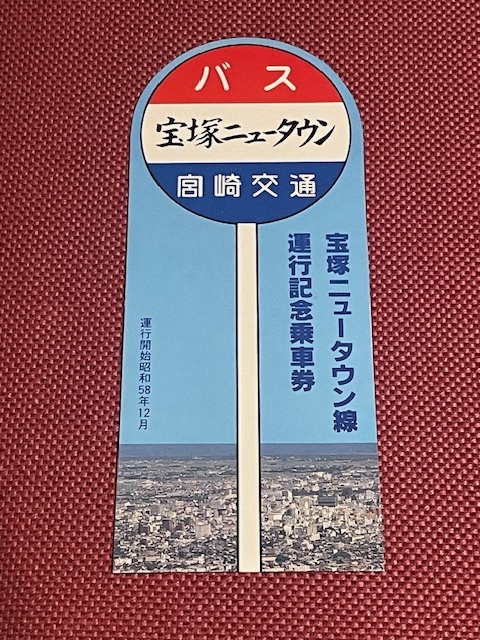 バス
宝塚ニュータウン
宮崎交通
宝塚ニュータウン線
運行記念乗車券
運行開始昭和58年12月